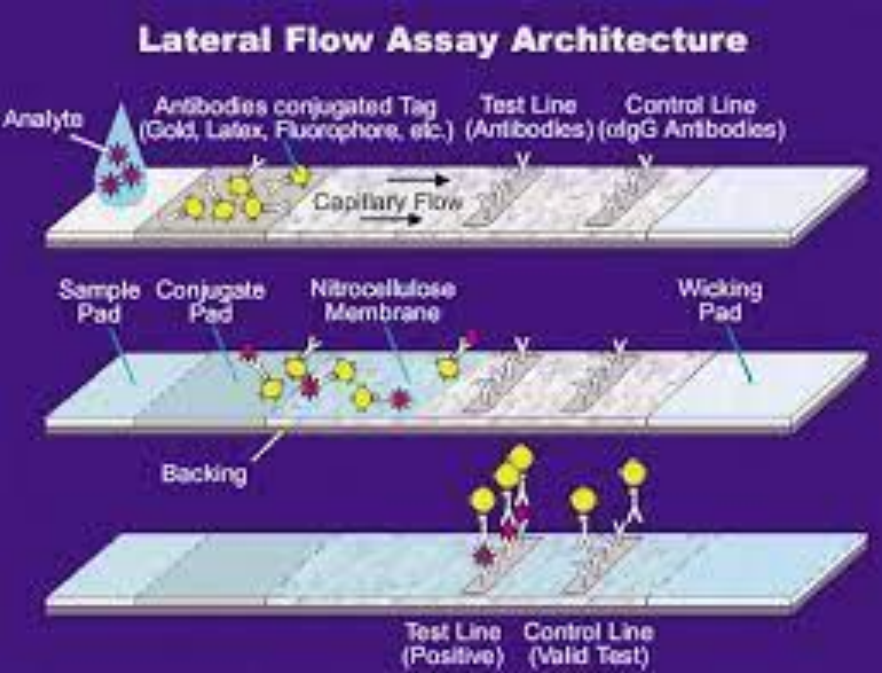 Lateral Flow Assay Architecture
Analyte
Antibodies conjugated Tag
(Gold, Latex, Fluorophore, etc.)
Test Line
(Antibodies)
Control Line
(αIgG Antibodies)
Capillary Flow
Sample
Pad
Conjugate
Pad
Nitrocellulose
Membrane
Wicking
Pad
Backing
Test Line
(Positive)
Control Line
(Valid Test)